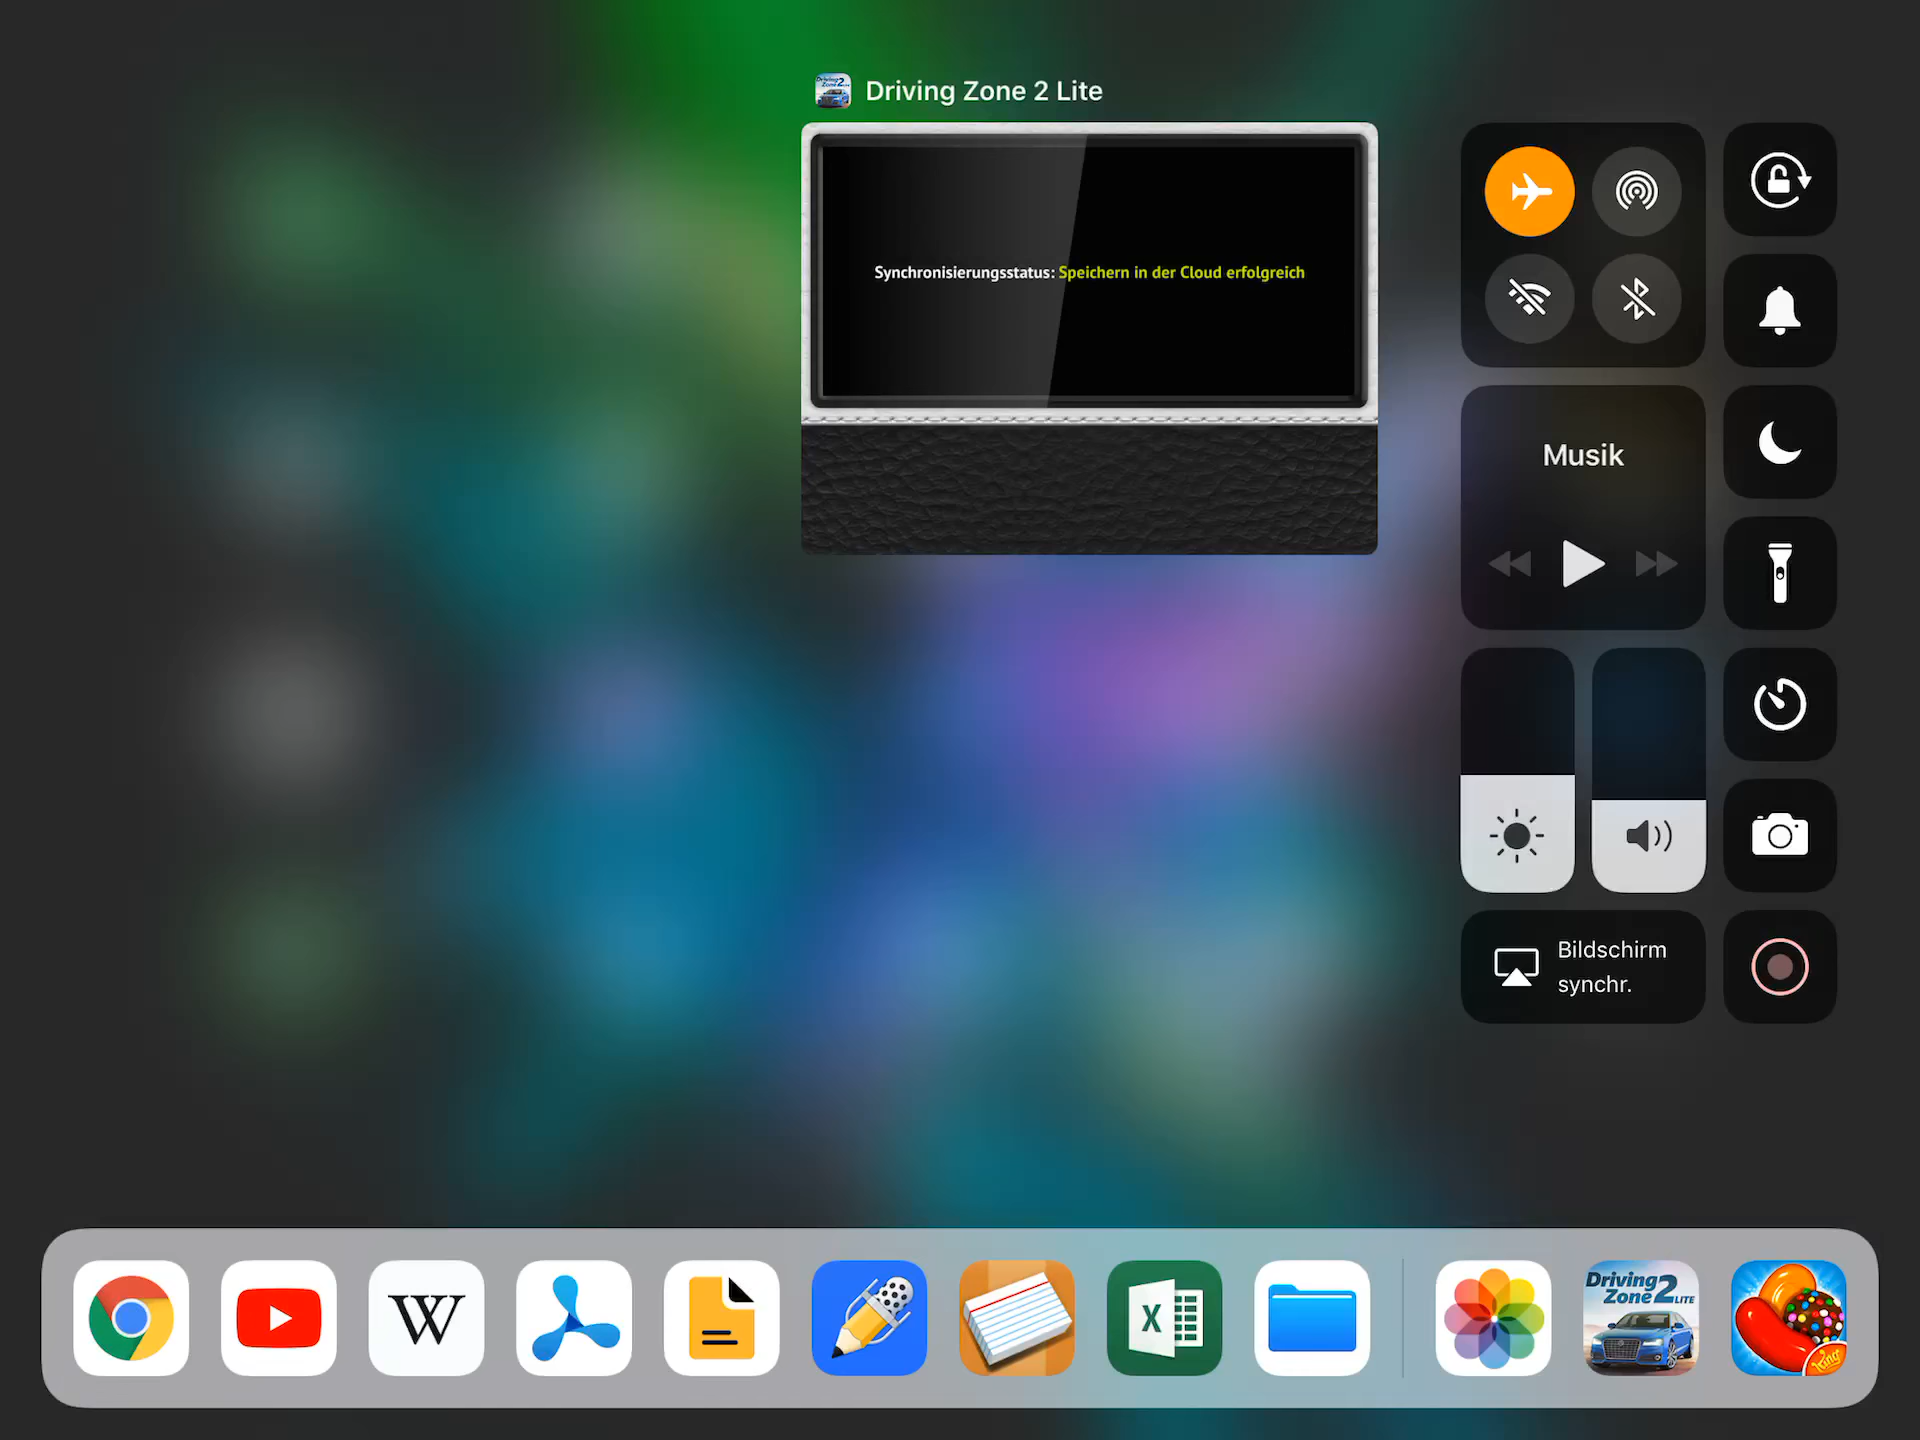 Driving Zone 2 Lite
Synchronisierungsstatus: Speichern in der Cloud erfolgreich
Musik
Bildschirm
synchr.
W
X
Driving
Zone 2 LITE
King